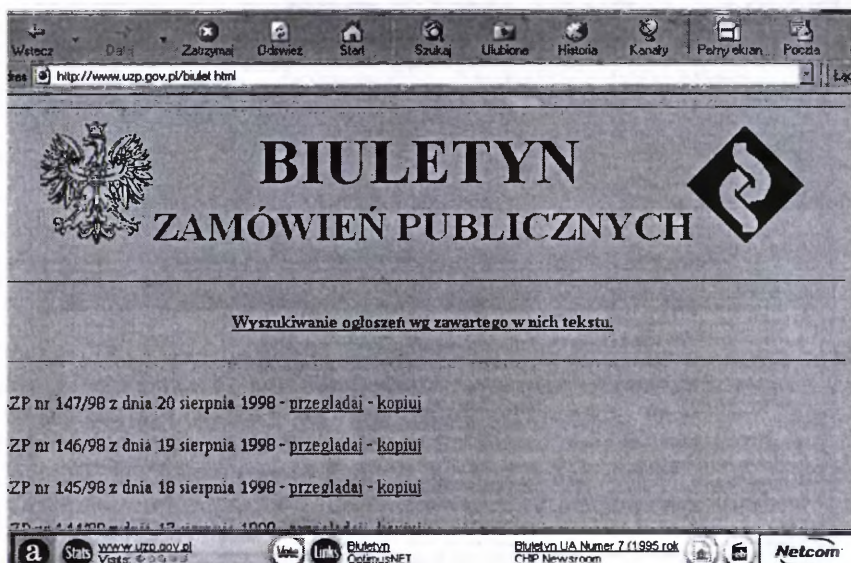 Wstecz Dalej Zatrzymaj Odśwież Start Szukaj Ulubione Historia Kanały Pełny ekran... Poczta
http://www.uzp.gov.pl/biulet.html
BIULETYN
ZAMÓWIEŃ PUBLICZNYCH
Wyszukiwanie ogłoszeń wg zawartego w nich tekstu.
ZP nr 147/98 z dnia 20 sierpnia 1998 - przeglądaj - kopiuj
ZP nr 146/98 z dnia 19 sierpnia 1998 - przeglądaj - kopiuj
ZP nr 145/98 z dnia 18 sierpnia 1998 - przeglądaj - kopiuj
a Stats www.uzp.gov.pl Links Biuletyn Biuletyn UA Numer 7 (1995 rok Netcom
Visits: OptimusNET CHIP Newsroom